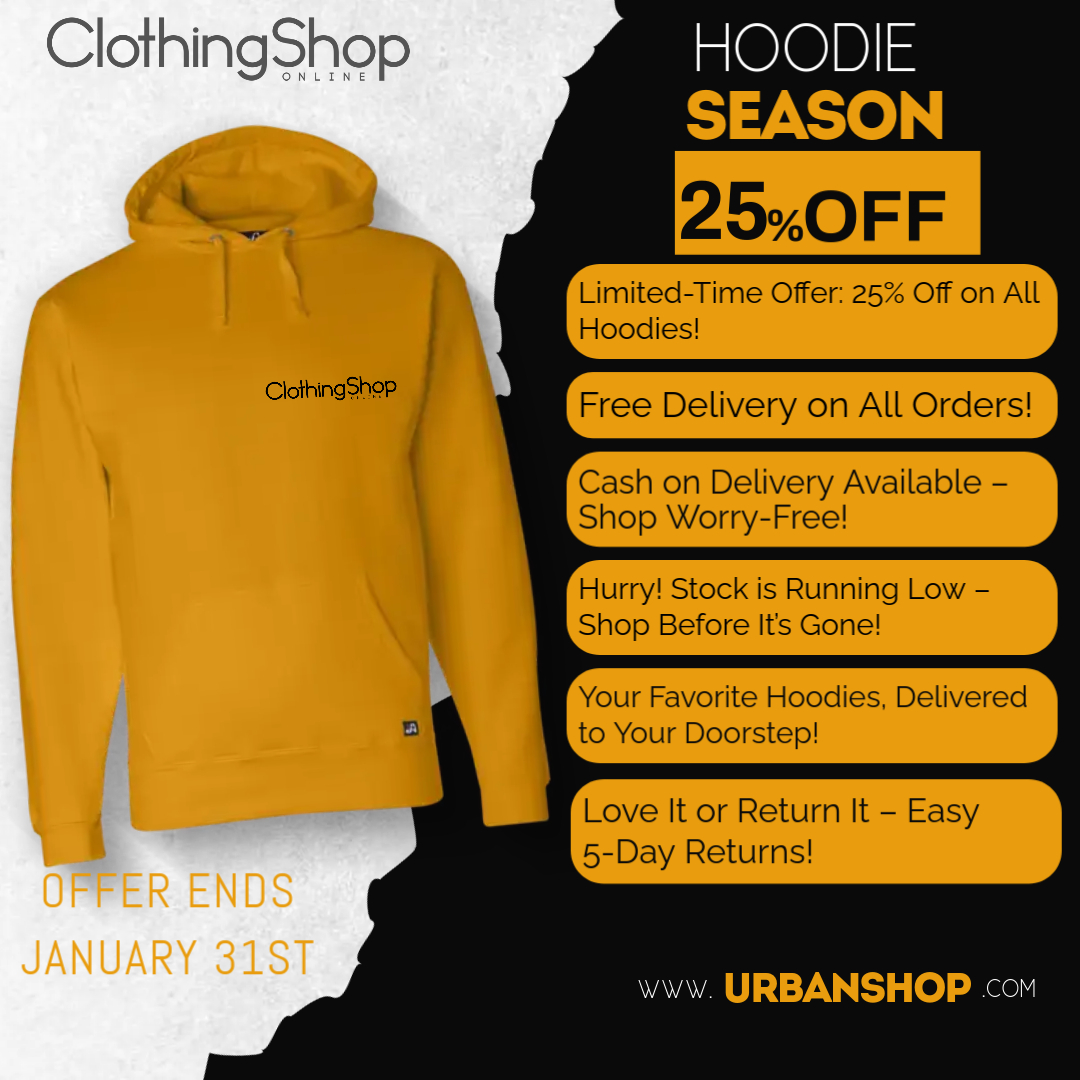 ClothingShop
ONLINE
HOODIE
SEASON
25%OFF
Limited-Time Offer: 25% Off on All
Hoodies!
Free Delivery on All Orders!
ClothingShop
Cash on Delivery Available –
Shop Worry-Free!
Hurry! Stock is Running Low –
Shop Before It's Gone!
Your Favorite Hoodies, Delivered
to Your Doorstep!
Love It or Return It – Easy
5-Day Returns!
OFFER ENDS
JANUARY 31ST
WWW. URBANSHOP .COM